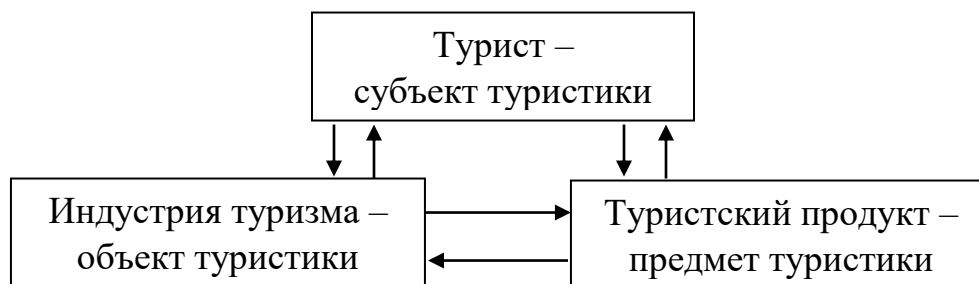 Турист –
субъект туристики
Индустрия туризма –
объект туристики
Туристский продукт –
предмет туристики